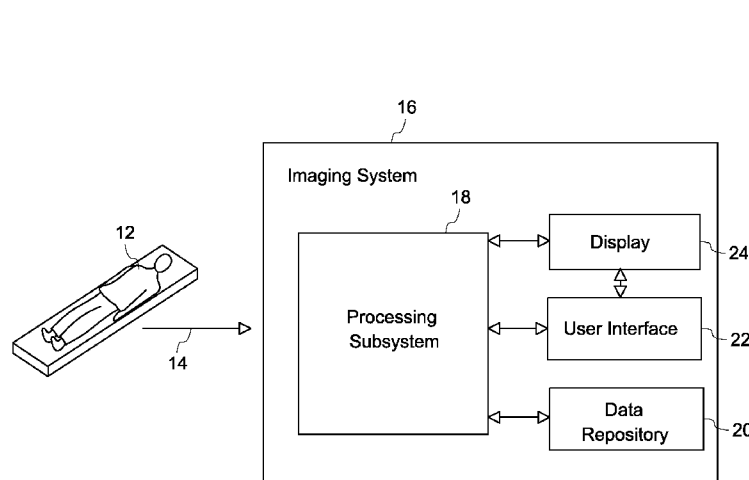 16
Imaging System
18
12
Display
24
Processing
Subsystem
User Interface
22
14
Data
Repository
20